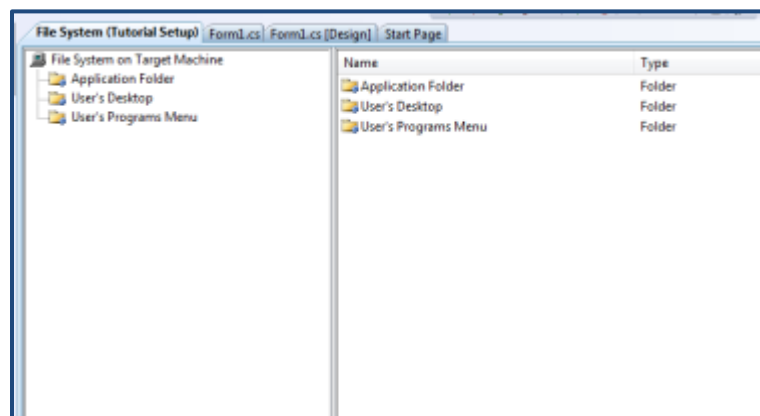 File System (Tutorial Setup) Form1.cs Form1.cs [Design] Start Page
File System on Target Machine
Application Folder
User's Desktop
User's Programs Menu
Name Type
Application Folder Folder
User's Desktop Folder
User's Programs Menu Folder